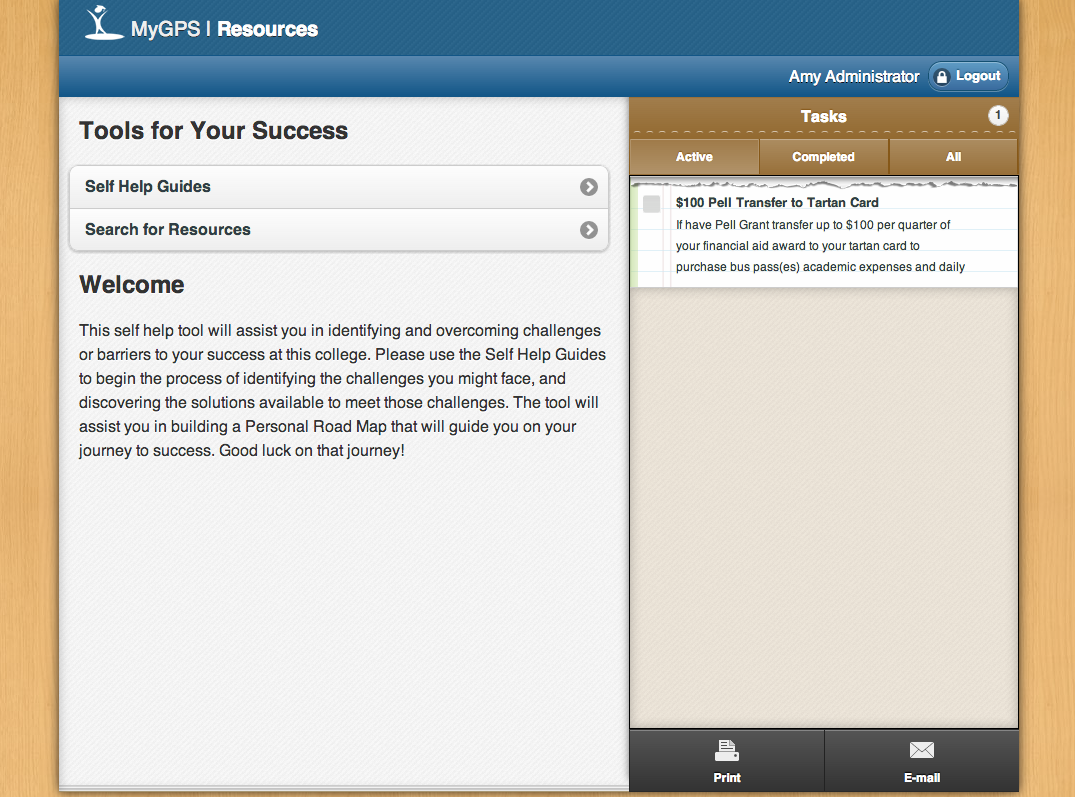 MyGPS | Resources
Amy Administrator
Logout
Tools for Your Success
Self Help Guides
Search for Resources
Welcome
This self help tool will assist you in identifying and overcoming challenges
or barriers to your success at this college. Please use the Self Help Guides
to begin the process of identifying the challenges you might face, and
discovering the solutions available to meet those challenges. The tool will
assist you in building a Personal Road Map that will guide you on your
journey to success. Good luck on that journey!
Tasks
1
Active
Completed
All
$100 Pell Transfer to Tartan Card
If have Pell Grant transfer up to $100 per quarter of
your financial aid award to your tartan card to
purchase bus pass(es) academic expenses and daily
Print
E-mail